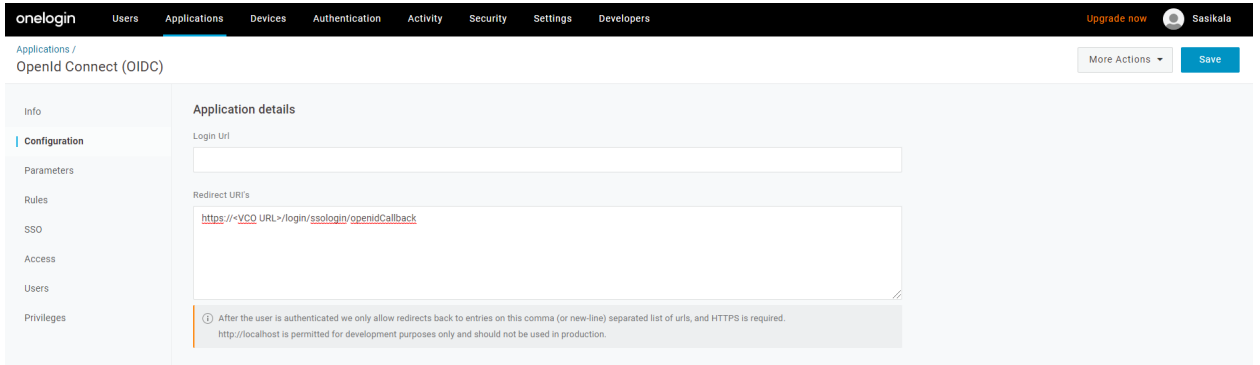 onelogin Users Applications Devices Authentication Activity Security Settings Developers Upgrade now Sasikala
Applications /
OpenId Connect (OIDC)
More Actions Save
Info
Configuration
Parameters
Rules
SSO
Access
Users
Privileges
Application details
Login Url
Redirect URI's
https://<VCO URL>/login/ssologin/openidCallback
After the user is authenticated we only allow redirects back to entries on this comma (or new-line) separated list of urls, and HTTPS is required.
http://localhost is permitted for development purposes only and should not be used in production.